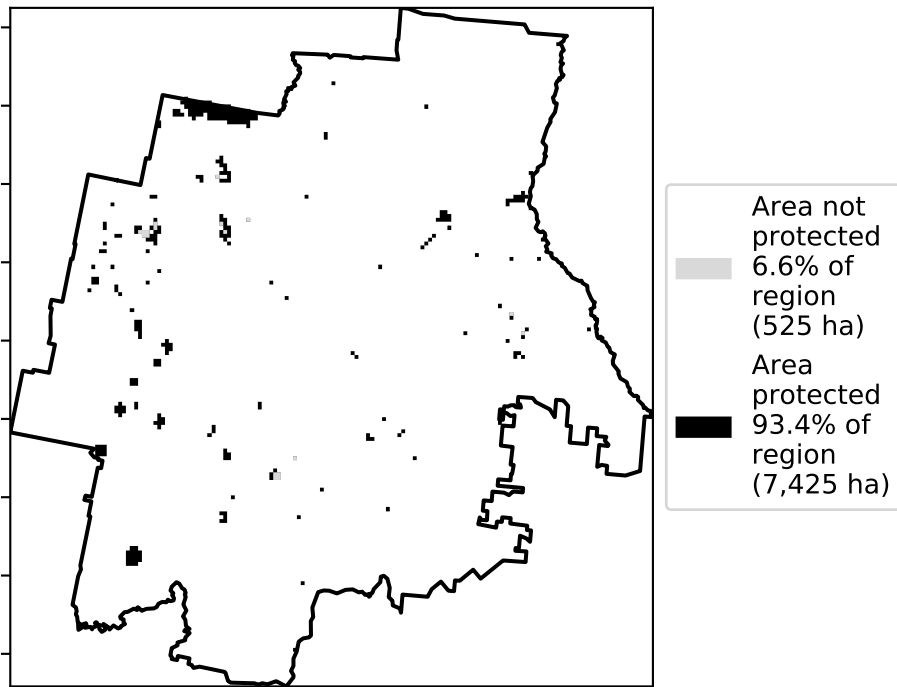 Area not
protected
6.6% of
region
(525 ha)
Area
protected
93.4% of
region
(7,425 ha)